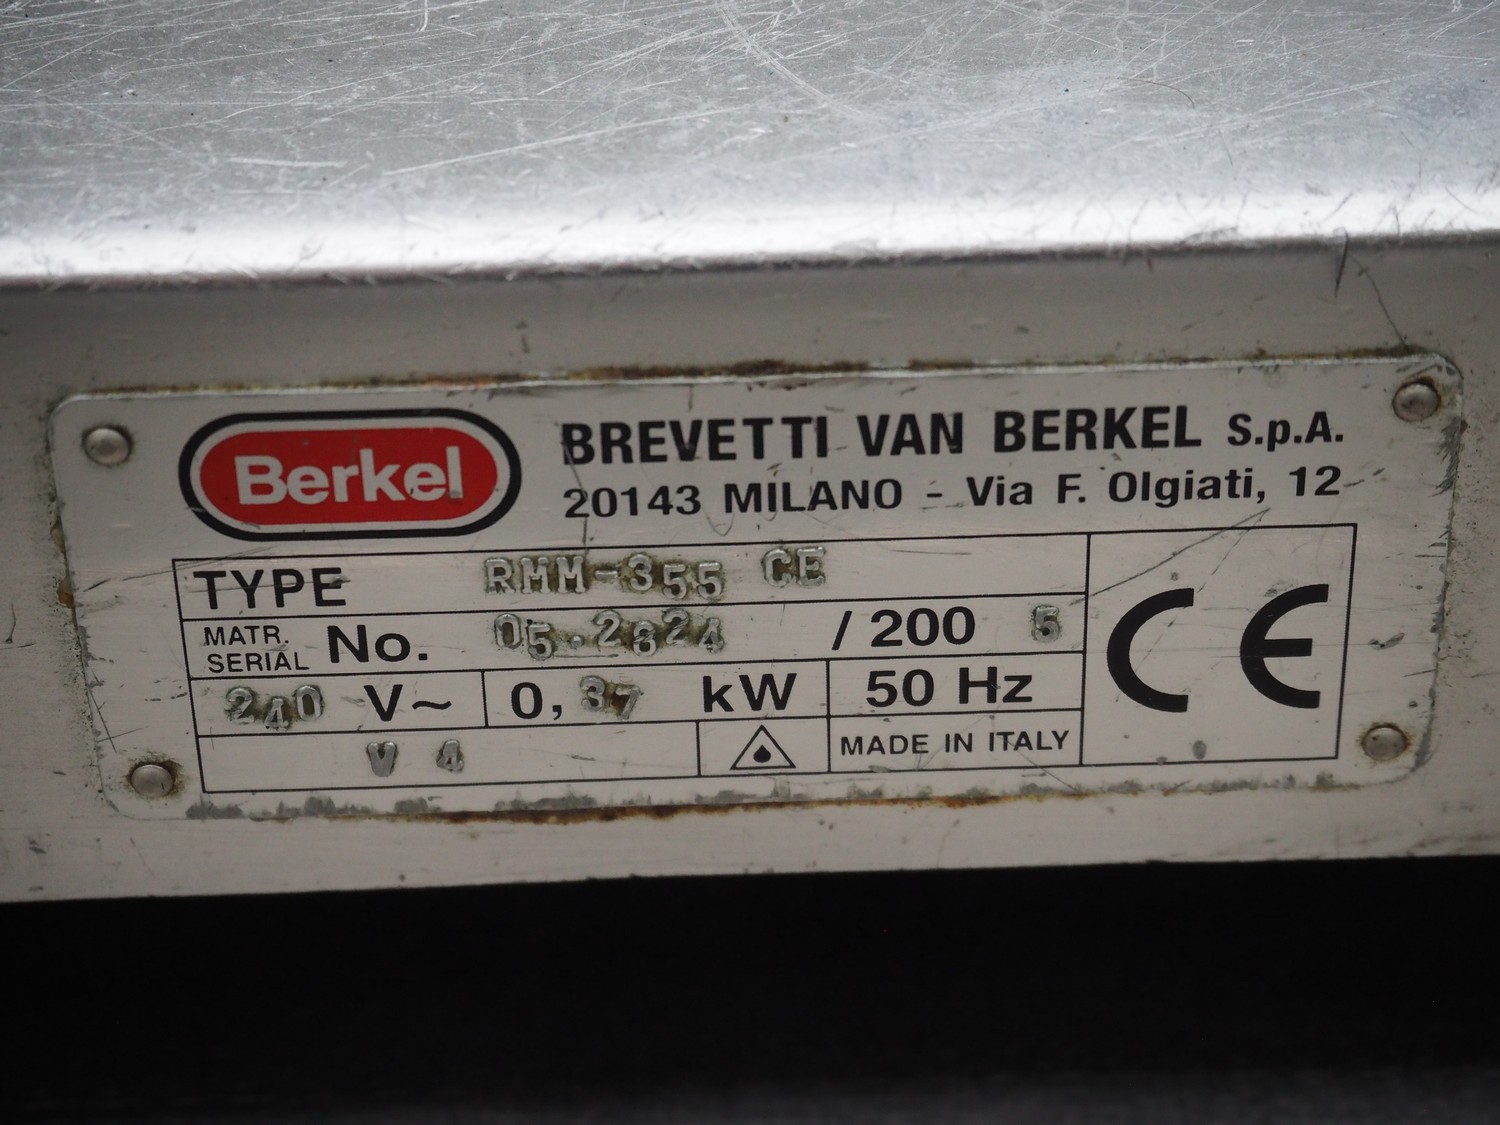 Berkel
BREVETTI VAN BERKEL S.p.A.
20143 MILANO - Via F. Olgiati, 12
TYPE RMM-355 CE
MATR. SERIAL No. 05.2824 / 200 5
240 V~ 0,37 kW 50 Hz
V 4 MADE IN ITALY
CE